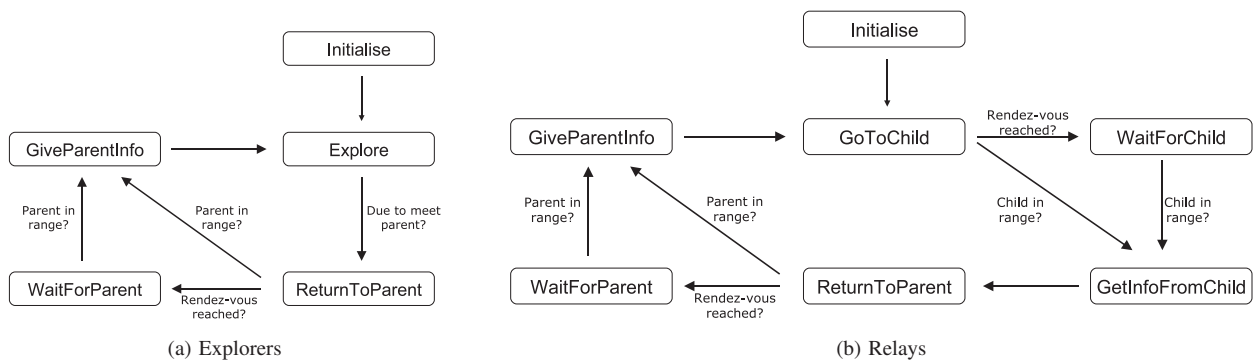 Initialise
GiveParentInfo
Explore
Parent in
range?
Parent in
range?
Due to meet
parent?
WaitForParent
Rendez-vous
reached?
ReturnToParent
(a) Explorers
Initialise
GiveParentInfo
GoToChild
Rendez-vous
reached?
WaitForChild
Parent in
range?
Parent in
range?
Child in
range?
Child in
range?
WaitForParent
Rendez-vous
reached?
ReturnToParent
GetInfoFromChild
(b) Relays